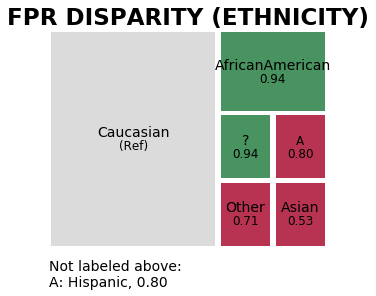 FPR DISPARITY (ETHNICITY)
AfricanAmerican
0.94
Caucasian
(Ref)
?
0.94
A
0.80
Other
0.71
Asian
0.53
Not labeled above:
A: Hispanic, 0.80